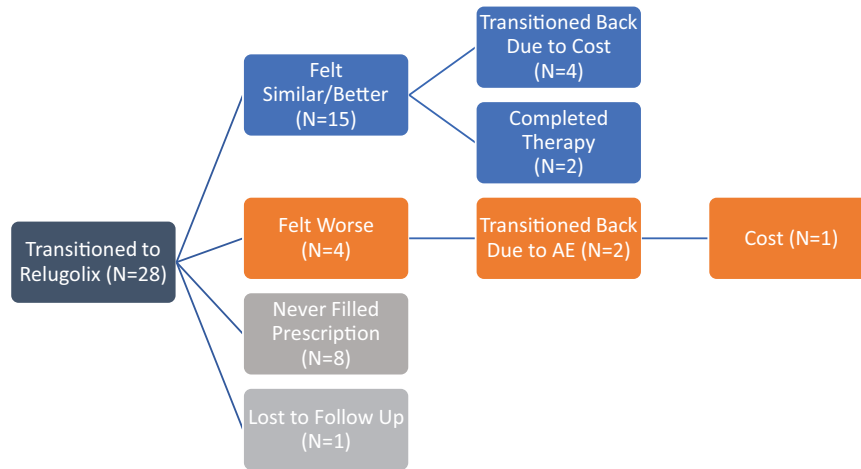 Transitioned to
Relugolix (N=28)
Felt
Similar/Better
(N=15)
Transitioned Back
Due to Cost
(N=4)
Completed
Therapy
(N=2)
Felt Worse
(N=4)
Transitioned Back
Due to AE (N=2)
Cost (N=1)
Never Filled
Prescription
(N=8)
Lost to Follow Up
(N=1)